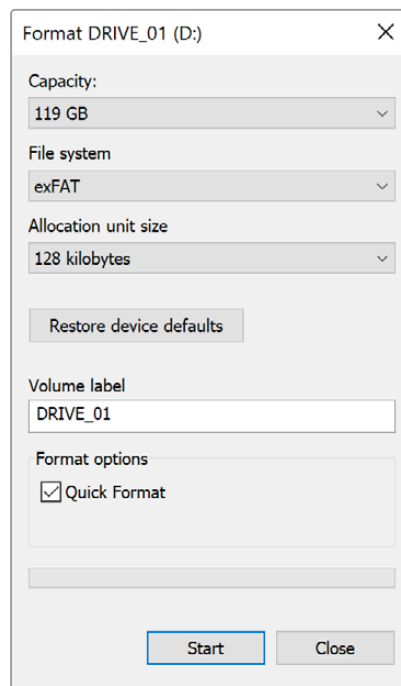 Format DRIVE_01 (D:)
Capacity:
119 GB
File system
exFAT
Allocation unit size
128 kilobytes
Restore device defaults
Volume label
DRIVE_01
Format options
Quick Format
Start Close